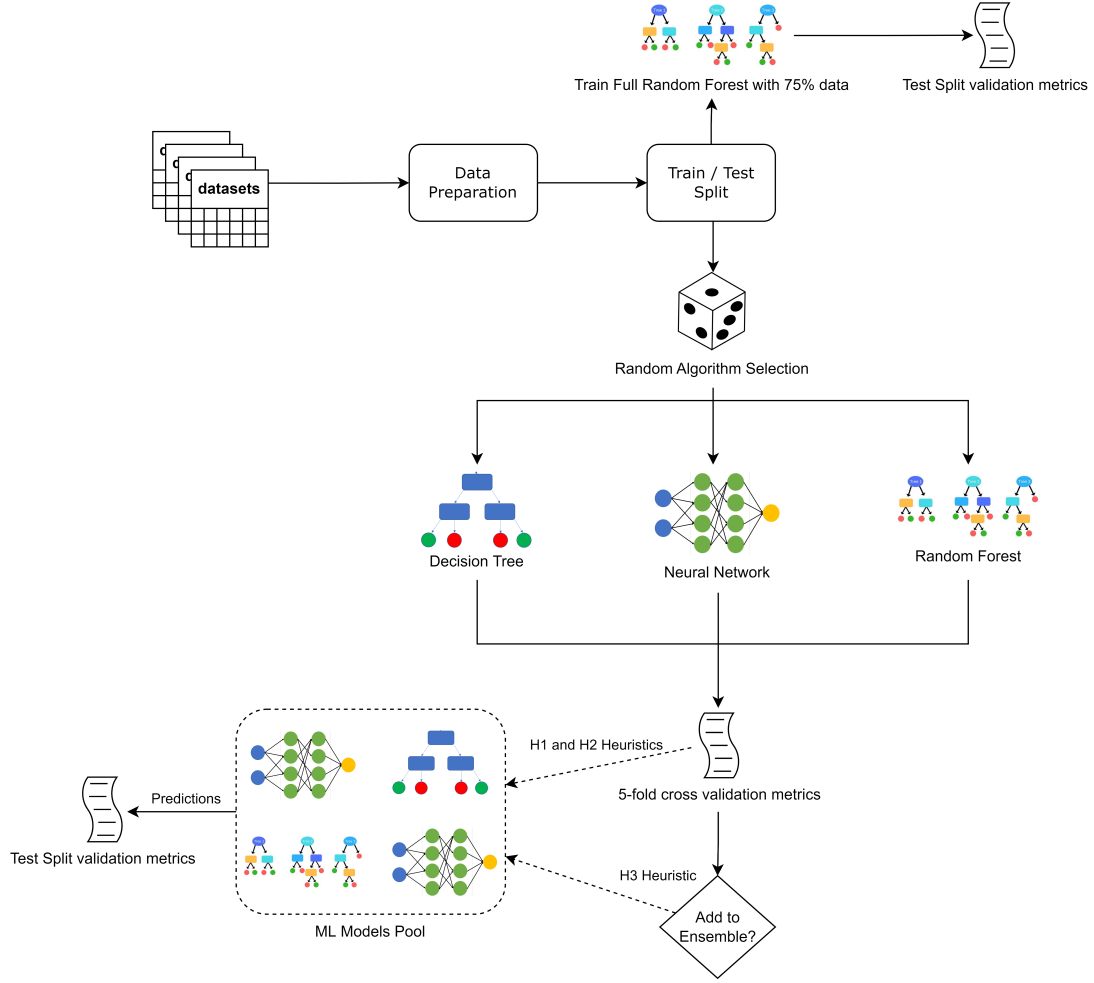 Train Full Random Forest with 75% data
Test Split validation metrics
datasets
Data
Preparation
Train / Test
Split
Random Algorithm Selection
Decision Tree
Neural Network
Random Forest
H1 and H2 Heuristics
5-fold cross validation metrics
Predictions
Test Split validation metrics
H3 Heuristic
Add to
Ensemble?
ML Models Pool